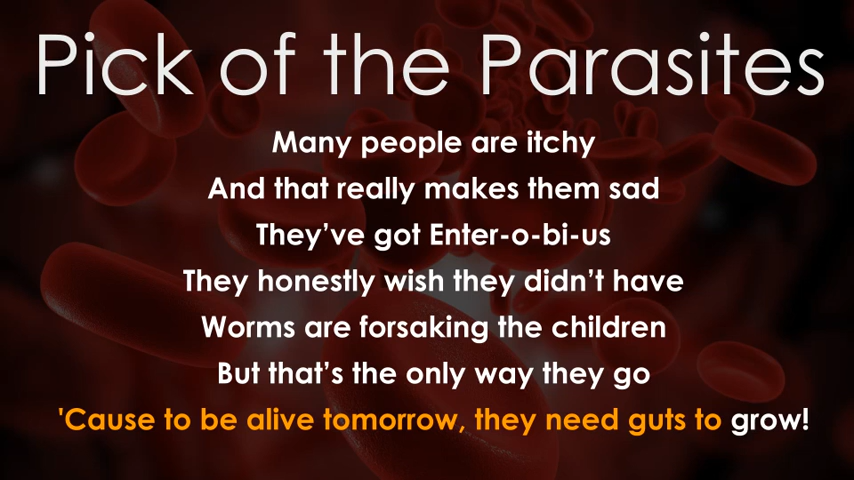 Pick of the Parasites
Many people are itchy
And that really makes them sad
They’ve got Enter-o-bi-us
They honestly wish they didn’t have
Worms are forsaking the children
But that’s the only way they go
'Cause to be alive tomorrow, they need guts to grow!